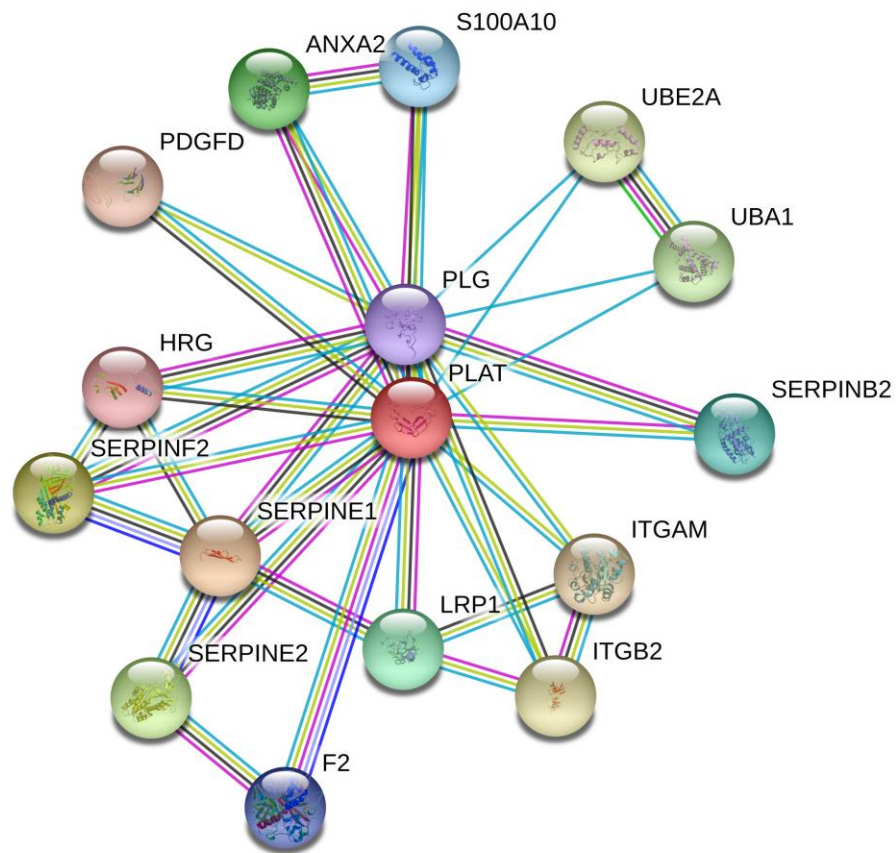 S100A10
ANXA2
UBE2A
PDGFD
UBA1
PLG
HRG
PLAT
SERPINB2
SERPINF2
SERPINE1
ITGAM
LRP1
SERPINE2
ITGB2
F2